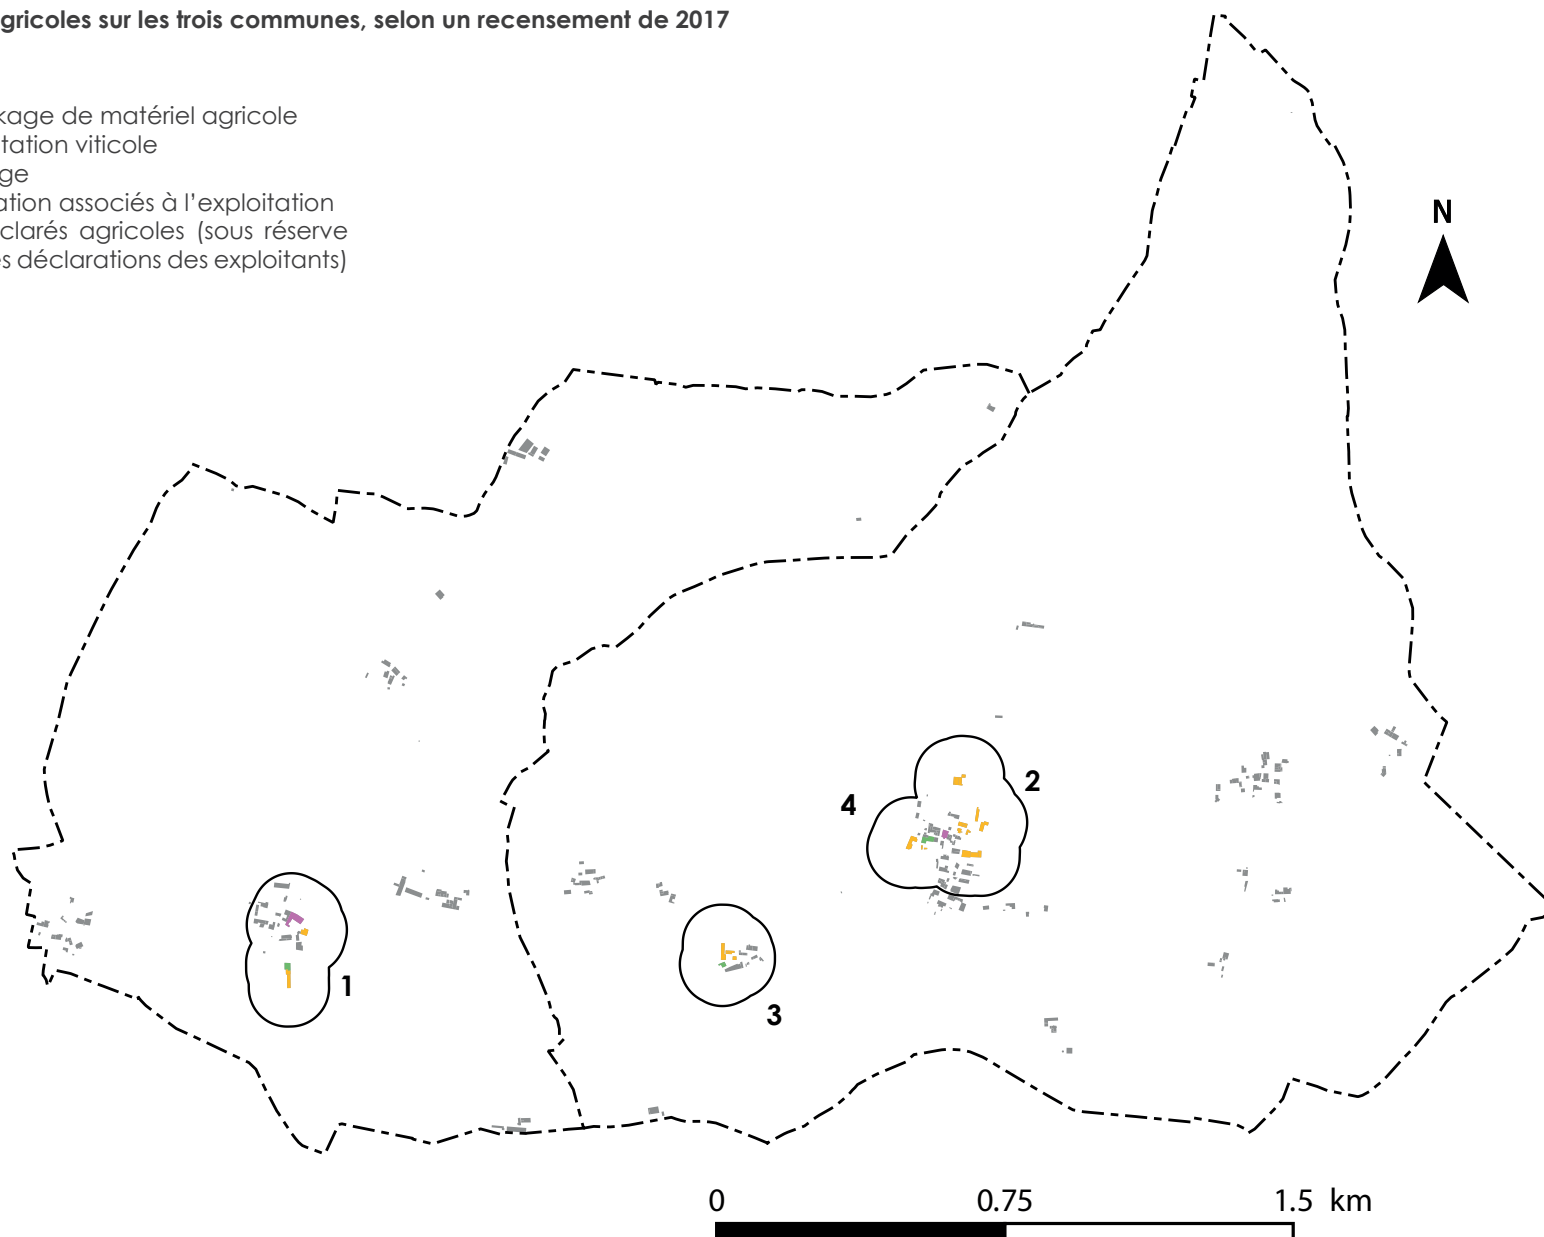 gricoles sur les trois communes, selon un recensement de 2017
kage de matériel agricole
tation viticole
ge
ation associés à l'exploitation
clarés agricoles (sous réserve
es déclarations des exploitants)
N
2
4
1
3
0 0.75 1.5 km